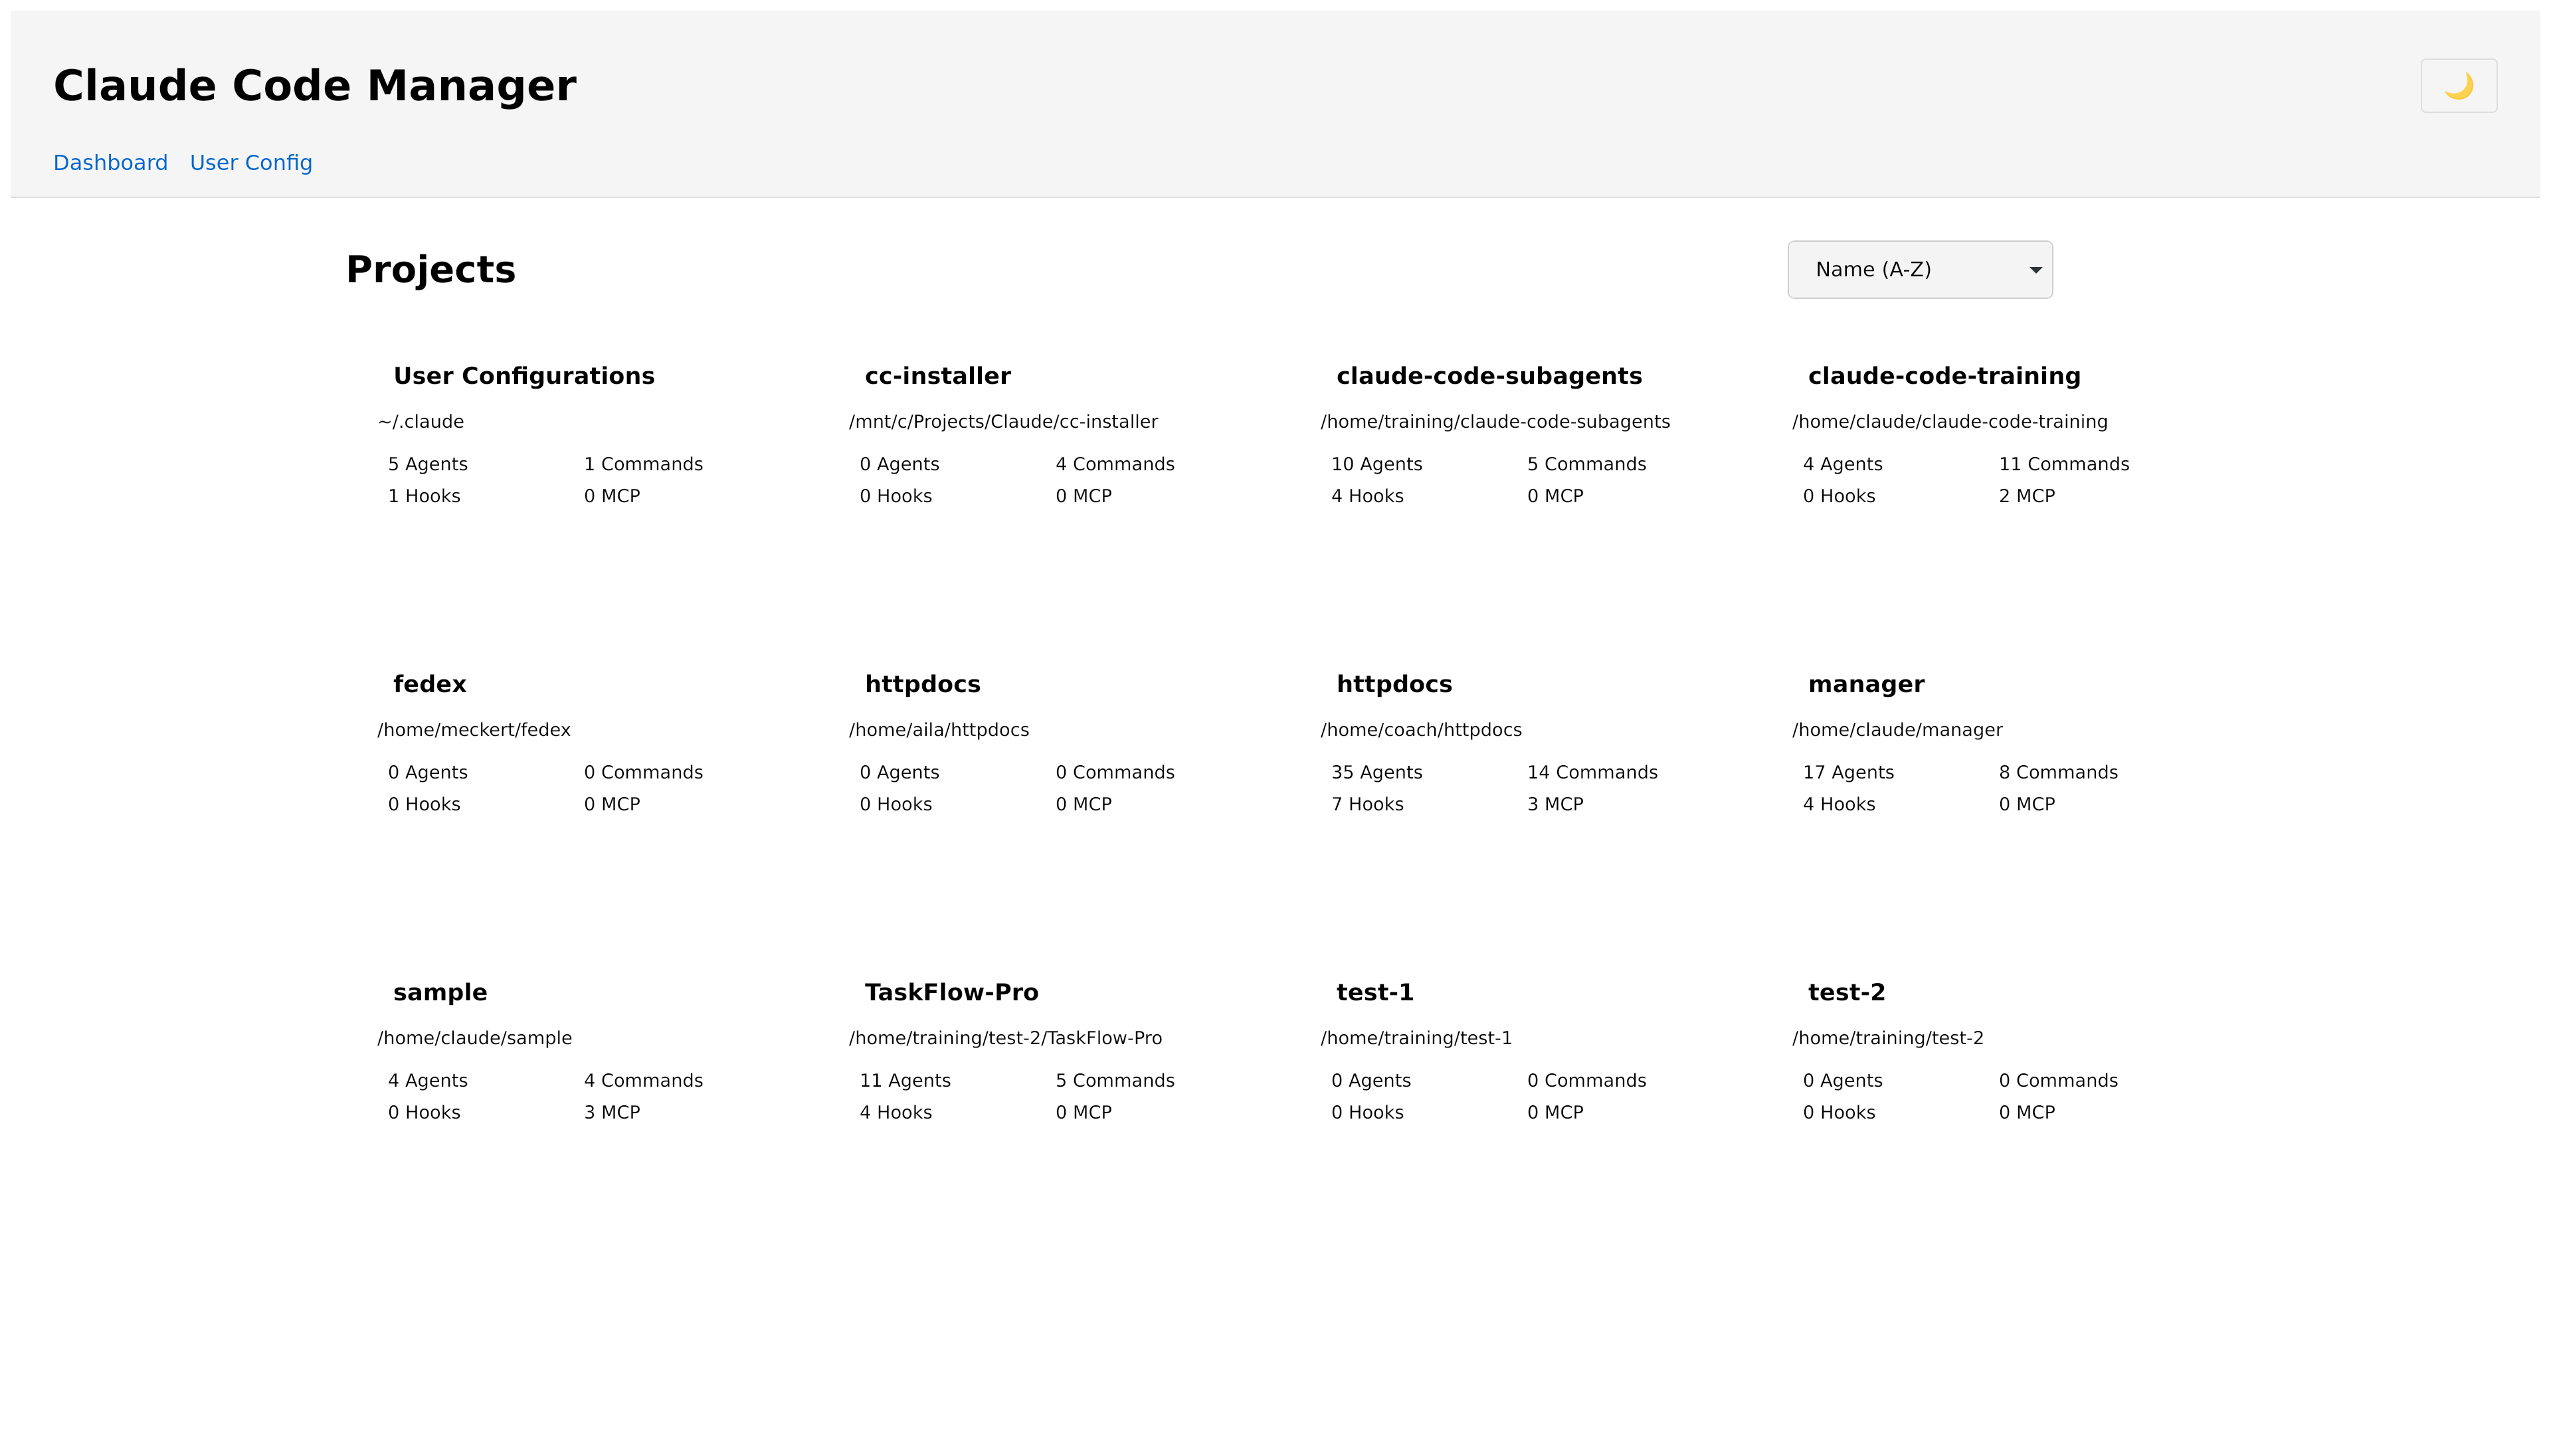 Claude Code Manager
Dashboard User Config
Projects
Name (A-Z)
User Configurations
~/.claude
5 Agents 1 Commands
1 Hooks 0 MCP
cc-installer
/mnt/c/Projects/Claude/cc-installer
0 Agents 4 Commands
0 Hooks 0 MCP
claude-code-subagents
/home/training/claude-code-subagents
10 Agents 5 Commands
4 Hooks 0 MCP
claude-code-training
/home/claude/claude-code-training
4 Agents 11 Commands
0 Hooks 2 MCP
fedex
/home/meckert/fedex
0 Agents 0 Commands
0 Hooks 0 MCP
httpdocs
/home/aila/httpdocs
0 Agents 0 Commands
0 Hooks 0 MCP
httpdocs
/home/coach/httpdocs
35 Agents 14 Commands
7 Hooks 3 MCP
manager
/home/claude/manager
17 Agents 8 Commands
4 Hooks 0 MCP
sample
/home/claude/sample
4 Agents 4 Commands
0 Hooks 3 MCP
TaskFlow-Pro
/home/training/test-2/TaskFlow-Pro
11 Agents 5 Commands
4 Hooks 0 MCP
test-1
/home/training/test-1
0 Agents 0 Commands
0 Hooks 0 MCP
test-2
/home/training/test-2
0 Agents 0 Commands
0 Hooks 0 MCP